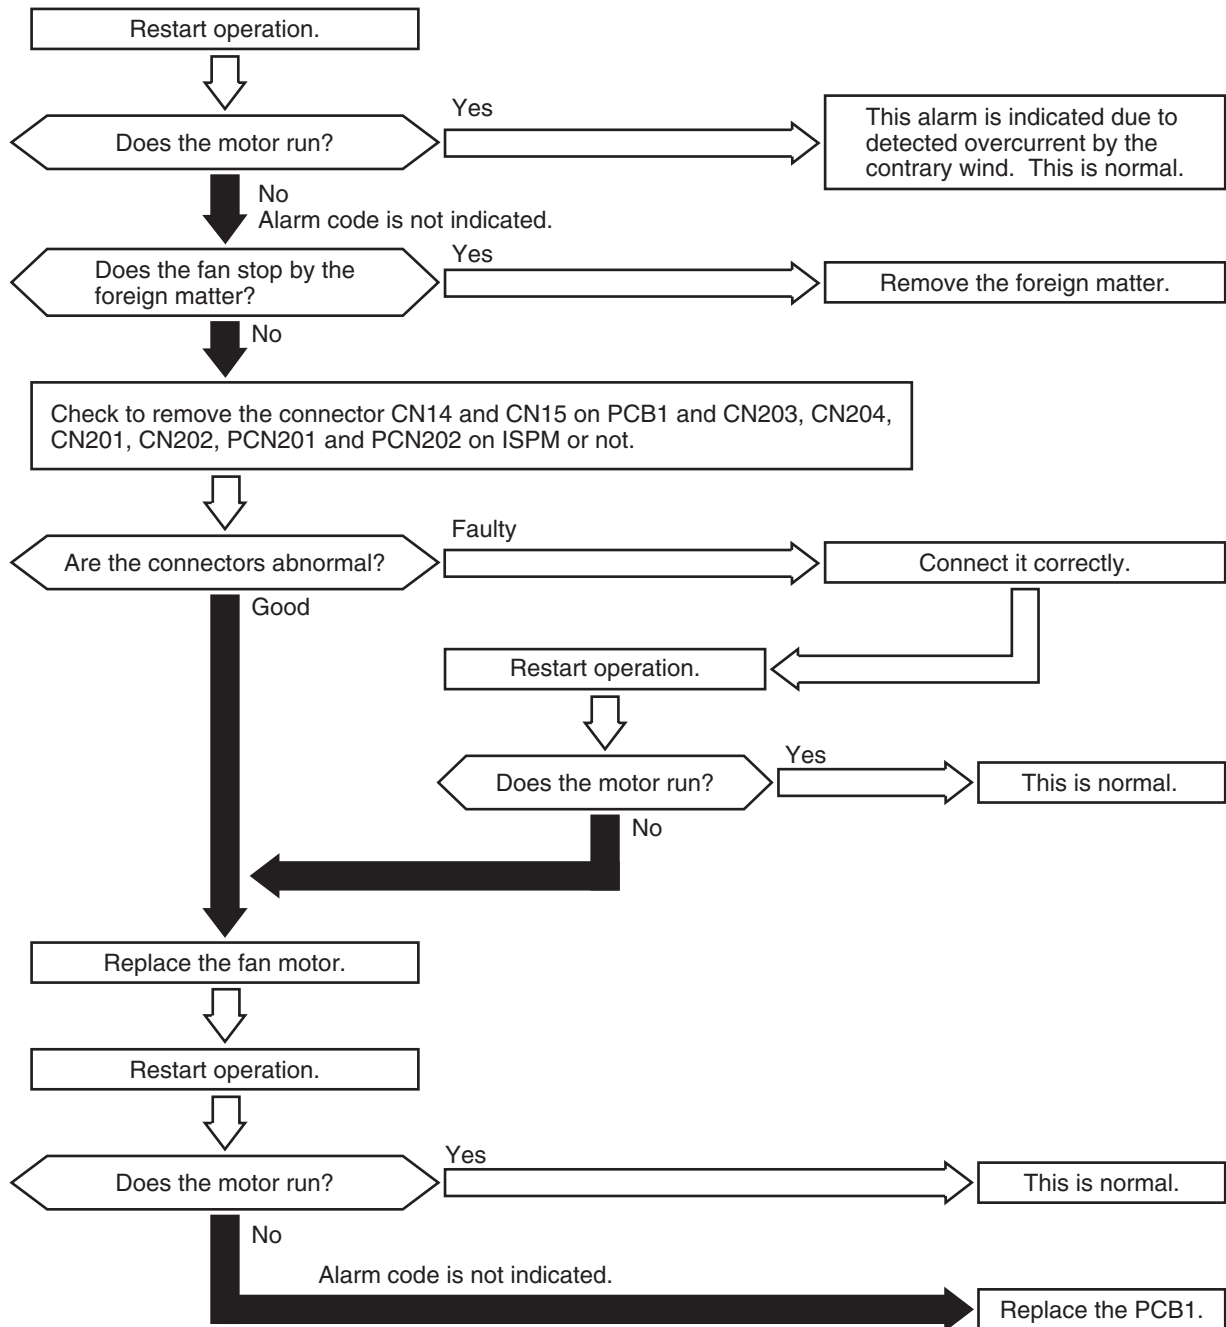 Restart operation.
Yes
Does the motor run?
This alarm is indicated due to
detected overcurrent by the
contrary wind. This is normal.
No
Alarm code is not indicated.
Yes
Does the fan stop by the
foreign matter?
Remove the foreign matter.
No
Check to remove the connector CN14 and CN15 on PCB1 and CN203, CN204,
CN201, CN202, PCN201 and PCN202 on ISPM or not.
Faulty
Are the connectors abnormal?
Connect it correctly.
Good
Restart operation.
Yes
Does the motor run?
This is normal.
No
Replace the fan motor.
Restart operation.
Yes
Does the motor run?
This is normal.
No
Alarm code is not indicated.
Replace the PCB1.